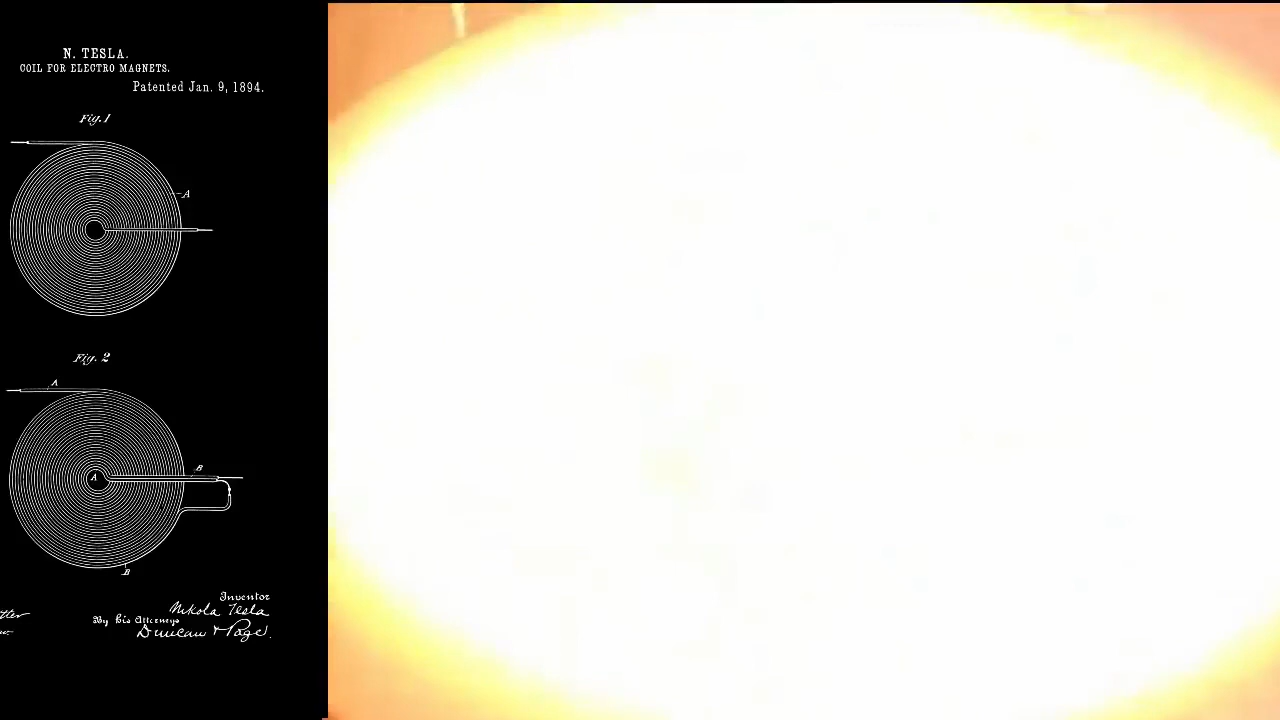 N. TESLA.
COIL FOR ELECTRO MAGNETS.
Patented Jan. 9, 1894.
Fig. 1
A
Fig. 2
A
B
A
B
Inventor
Nikola Tesla
By his Attorneys
Duncan & Page.